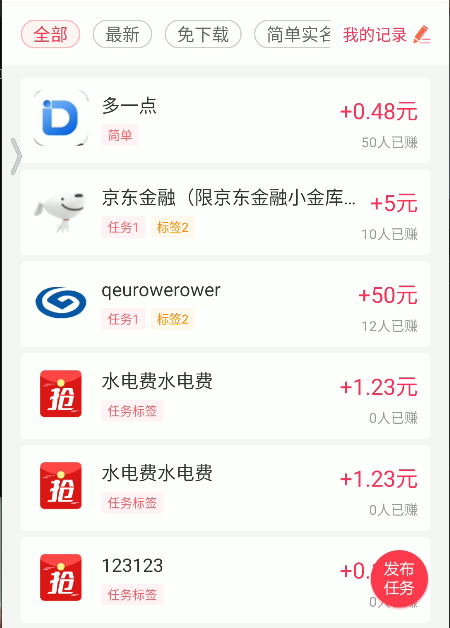 全部 最新 免下载 简单实名 我的记录
多一点
+0.48元
简单
50人已赚
京东金融（限京东金融小金库...
+5元
任务1 标签2
10人已赚
qeurowerower
+50元
任务1 标签2
12人已赚
抢
水电费水电费
+1.23元
任务标签
0人已赚
抢
水电费水电费
+1.23元
任务标签
0人已赚
抢
123123
+0.
发布
任务
任务标签